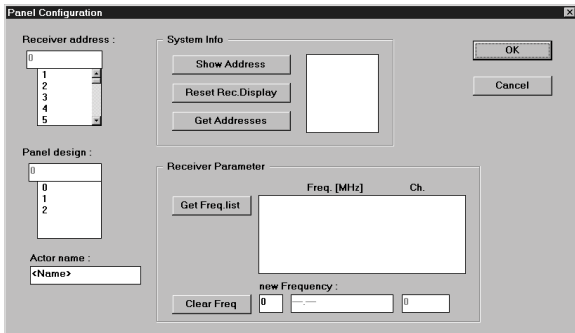 Panel Configuration
Receiver address :
0
1
2
3
4
5
Panel design :
0
0
1
2
Actor name :
<Name>
System Info
Show Address
Reset Rec.Display
Get Addresses
OK
Cancel
Receiver Parameter
Freq. [MHz] Ch.
Get Freq.list
new Frequency :
Clear Freq 0 ---.--- 0